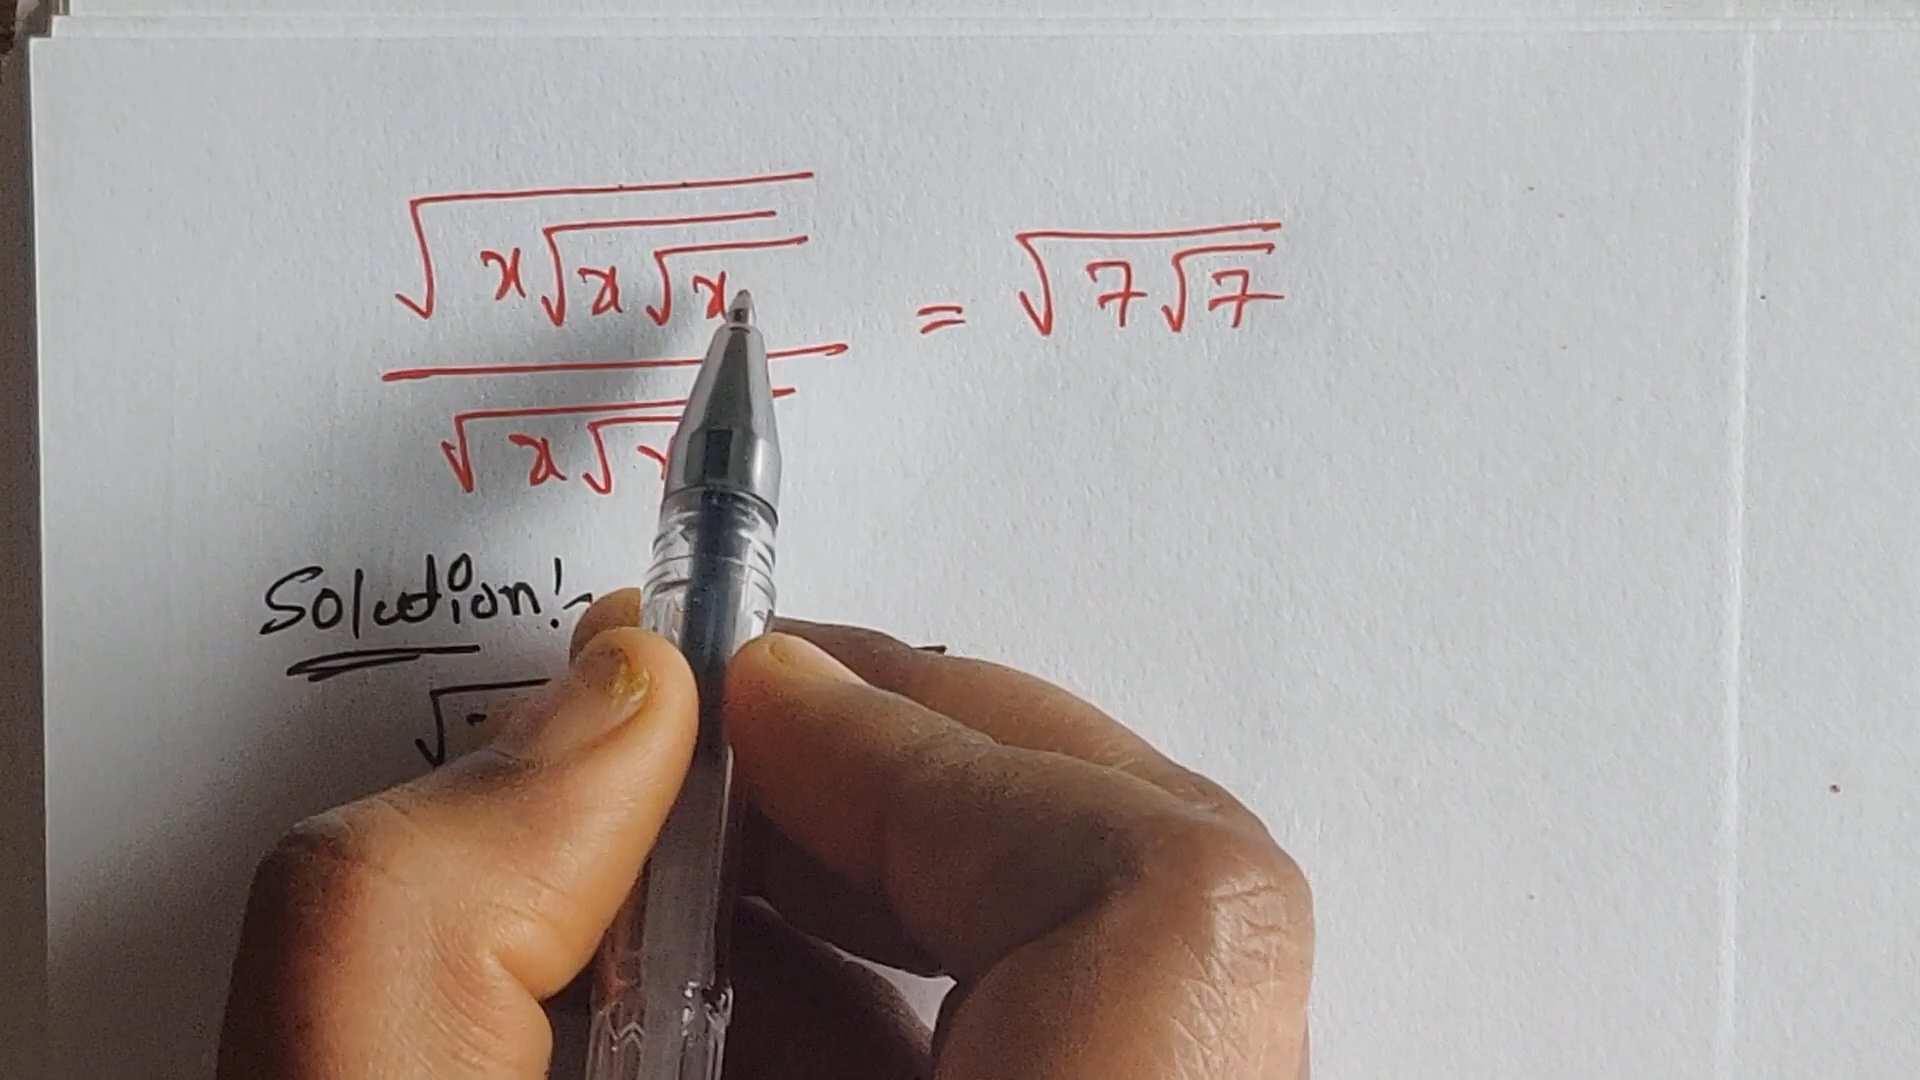 √x√x√x = √7√7
√x√x
Solution:-